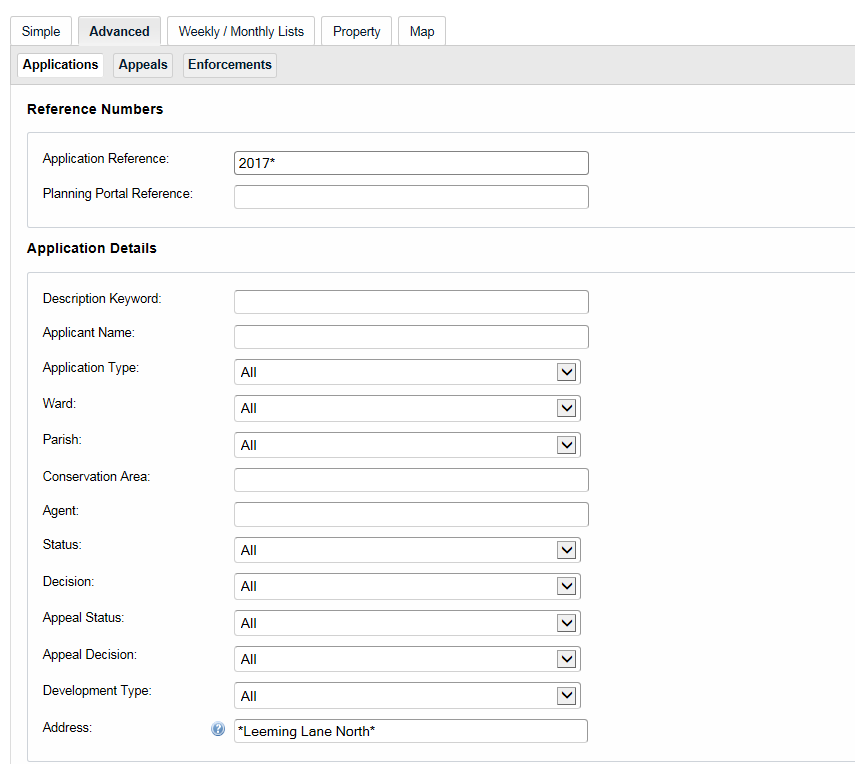 Simple Advanced Weekly / Monthly Lists Property Map
Applications Appeals Enforcements
Reference Numbers
Application Reference: 2017*
Planning Portal Reference:
Application Details
Description Keyword:
Applicant Name:
Application Type: All
Ward: All
Parish: All
Conservation Area:
Agent:
Status: All
Decision: All
Appeal Status: All
Appeal Decision: All
Development Type: All
Address: ? *Leeming Lane North*